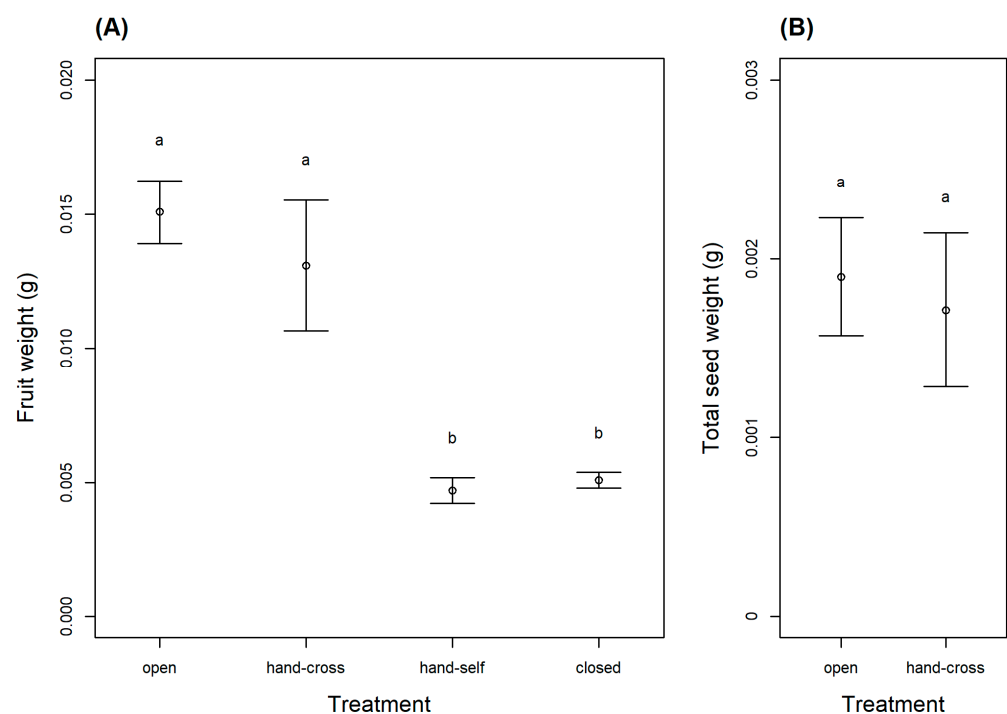 (A)
Fruit weight (g)
0.020
0.015
0.010
0.005
0.000
a
a
b
b
open
hand-cross
hand-self
closed
Treatment
(B)
Total seed weight (g)
0.003
0.002
0.001
0
a
a
open
hand-cross
Treatment